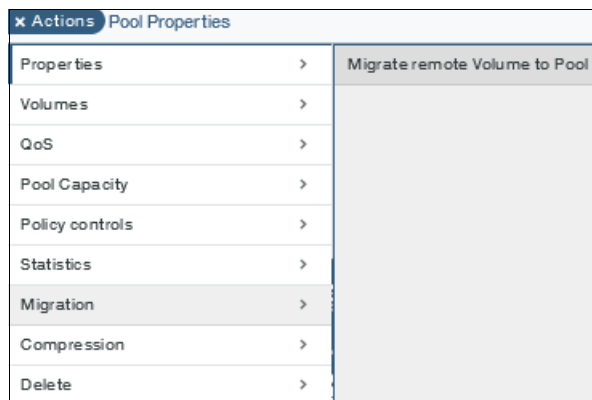 × Actions Pool Properties
Properties > Migrate remote Volume to Pool
Volumes >
QoS >
Pool Capacity >
Policy controls >
Statistics >
Migration >
Compression >
Delete >